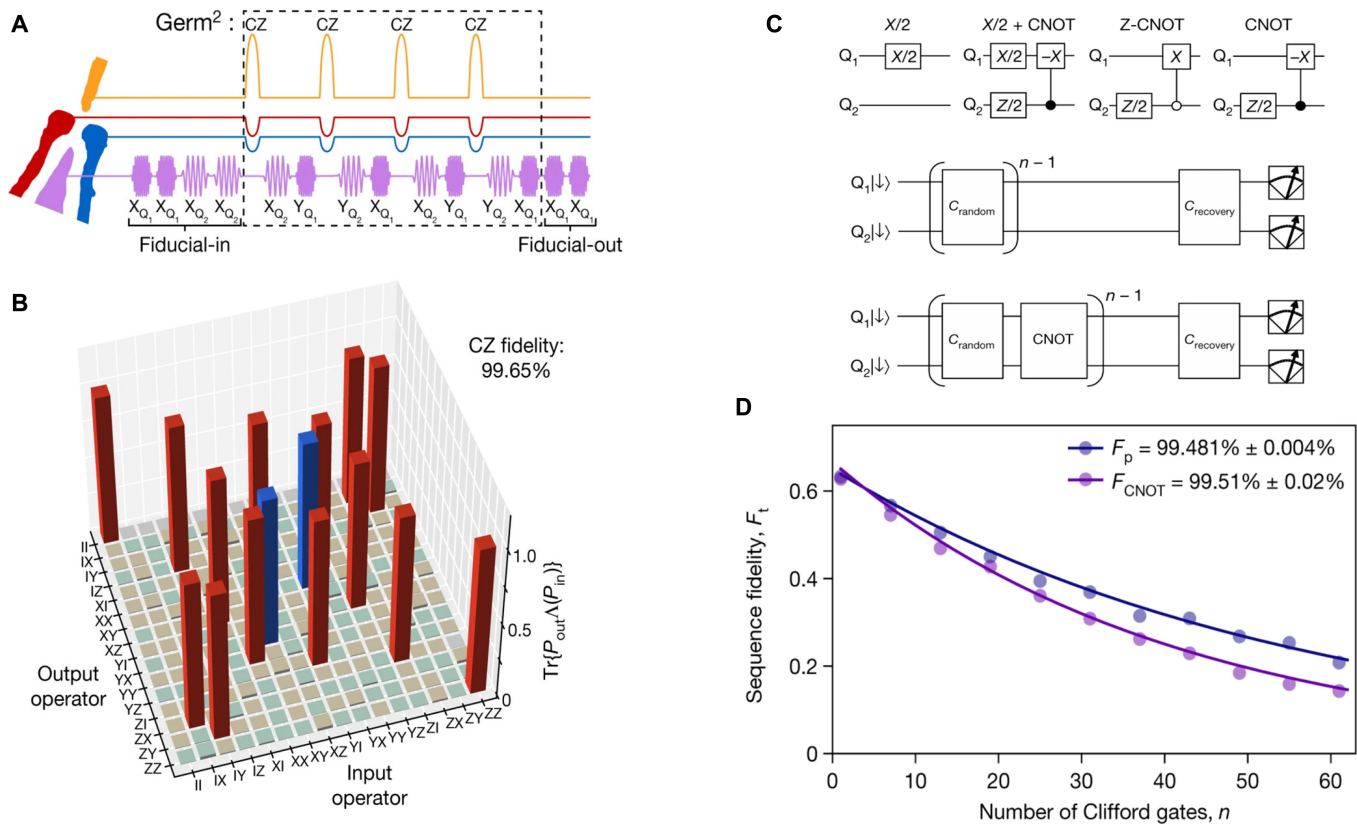 A
Germ² :
CZ CZ CZ CZ
X_Q₁ X_Q₁ X_Q₂ X_Q₂ X_Q₂ Y_Q₁ Y_Q₂ X_Q₁ X_Q₂ Y_Q₁ Y_Q₂ X_Q₁ X_Q₁ X_Q₁
Fiducial-in
Fiducial-out
B
CZ fidelity:
99.65%
II
IX
IY
IZ
XI
XX
XY
XZ
YI
YX
YY
YZ
ZI
ZX
ZY
ZZ
Output
operator
II IX IY IZ XI XX XY XZ YI YX YY YZ ZI ZX ZY ZZ
Input
operator
1.0
0.5
0
Tr{P_out Λ(P_in)}
C
X/2 X/2 + CNOT Z-CNOT CNOT
Q₁ X/2 Q₁ X/2 –X Q₁ X Q₁ –X
Q₂ Q₂ Z/2 Q₂ Z/2 Q₂ Z/2
n – 1
Q₁|↓⟩
C_random C_recovery
Q₂|↓⟩
n – 1
Q₁|↓⟩
C_random CNOT C_recovery
Q₂|↓⟩
D
F_p = 99.481% ± 0.004%
F_CNOT = 99.51% ± 0.02%
Sequence fidelity, F_t
0.6
0.4
0.2
0
0 10 20 30 40 50 60
Number of Clifford gates, n